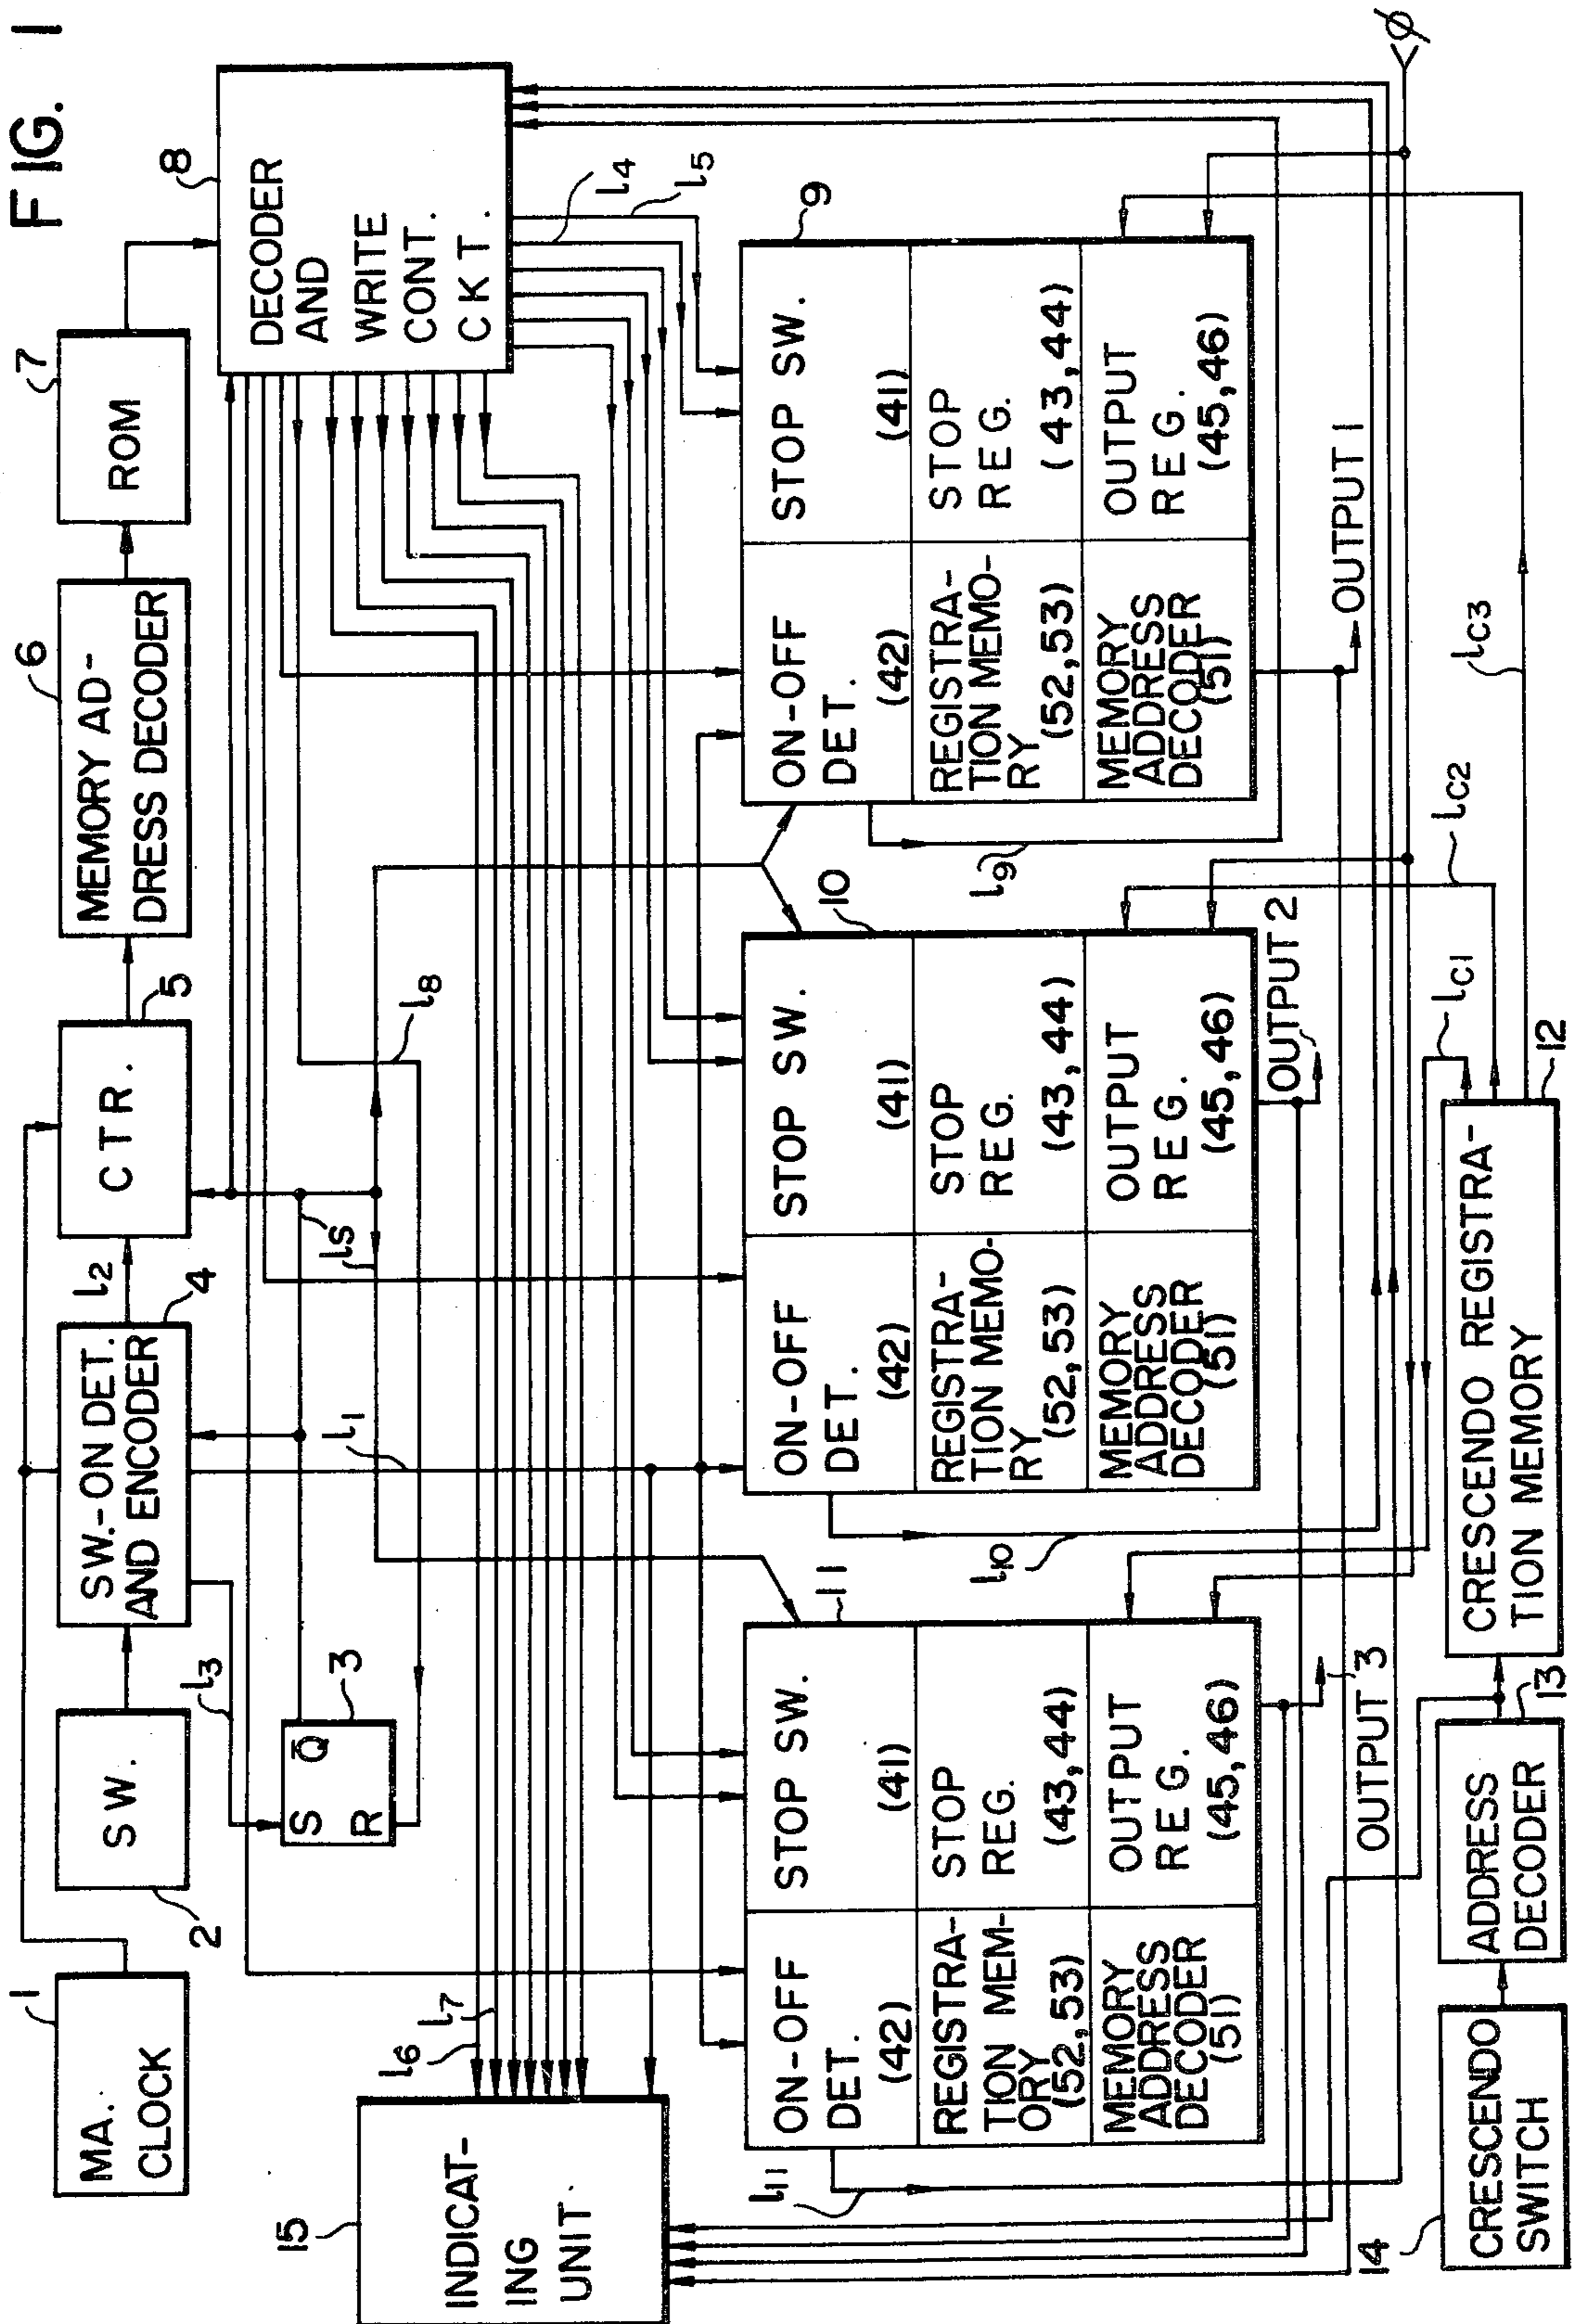 FIG. 1
1
MA.
CLOCK
2
SW.
l3
S
Q̅
R
3
SW.-ON DET.
AND ENCODER
4
l2
CTR.
5
MEMORY AD-
DRESS DECODER
6
ROM
7
DECODER
AND
WRITE
CONT.
CKT.
8
l4
l5
lS
l8
l1
l6
l7
15
INDICAT-
ING
UNIT
11
ON-OFF
DET.
(42)
STOP SW.
(41)
REGISTRA-
TION MEM-
ORY
(52,53)
STOP
REG.
(43,44)
MEMORY
ADDRESS
DECODER
(51)
OUTPUT
REG.
(45,46)
l11
OUTPUT 3
10
ON-OFF
DET.
(42)
STOP SW.
(41)
REGISTRA-
TION MEMO-
RY
(52,53)
STOP
REG.
(43,44)
MEMORY
ADDRESS
DECODER
(51)
OUTPUT
REG.
(45,46)
l10
OUTPUT 2
9
ON-OFF
DET.
(42)
STOP SW.
(41)
REGISTRA-
TION MEMO-
RY
(52,53)
STOP
REG.
(43,44)
MEMORY
ADDRESS
DECODER
(51)
OUTPUT
REG.
(45,46)
l9
OUTPUT 1
ϕ
14
CRESCENDO
SWITCH
13
ADDRESS
DECODER
12
CRESCENDO REGISTRA-
TION MEMORY
lC1
lC2
lC3